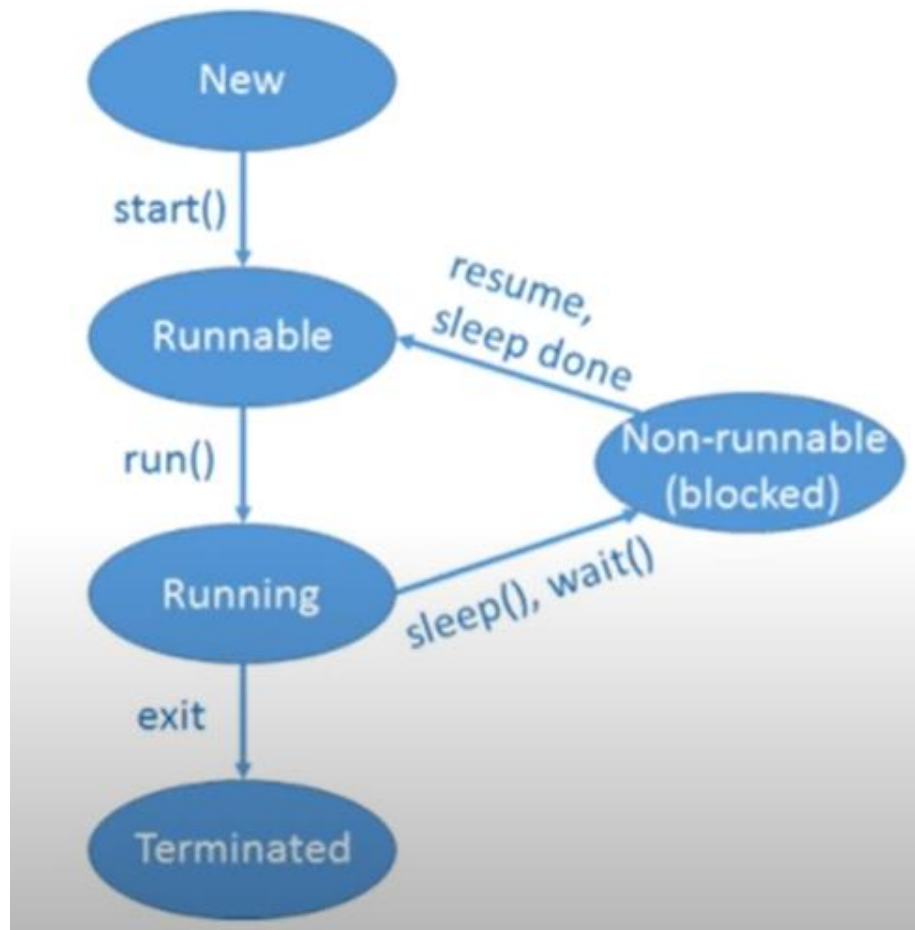 New
start()
Runnable
resume,
sleep done
run()
Non-runnable
(blocked)
Running
sleep(), wait()
exit
Terminated